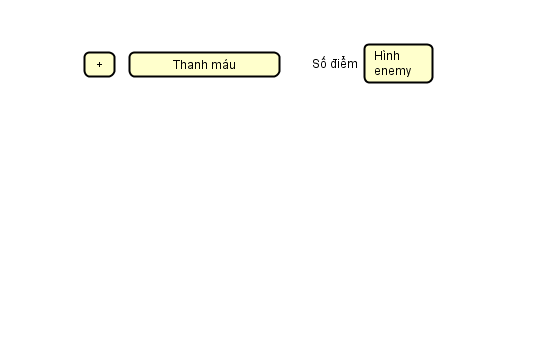 +
Thanh máu
Số điểm
Hình
enemy